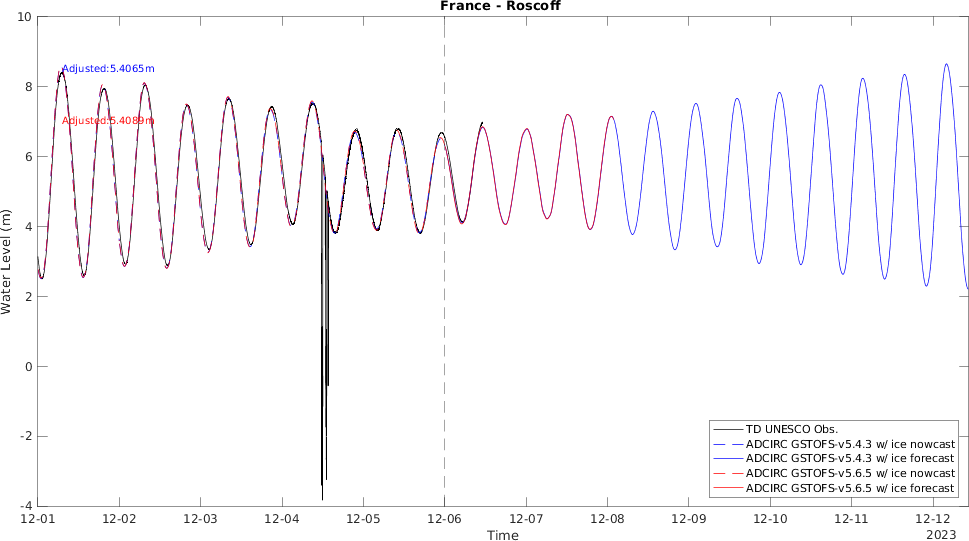 France - Roscoff
Water Level (m)
10
8
6
4
2
0
-2
-4
Adjusted:5.4065m
Adjusted:5.4089m
TD UNESCO Obs.
ADCIRC GSTOFS-v5.4.3 w/ ice nowcast
ADCIRC GSTOFS-v5.4.3 w/ ice forecast
ADCIRC GSTOFS-v5.6.5 w/ ice nowcast
ADCIRC GSTOFS-v5.6.5 w/ ice forecast
12-01 12-02 12-03 12-04 12-05 12-06 12-07 12-08 12-09 12-10 12-11 12-12
2023
Time